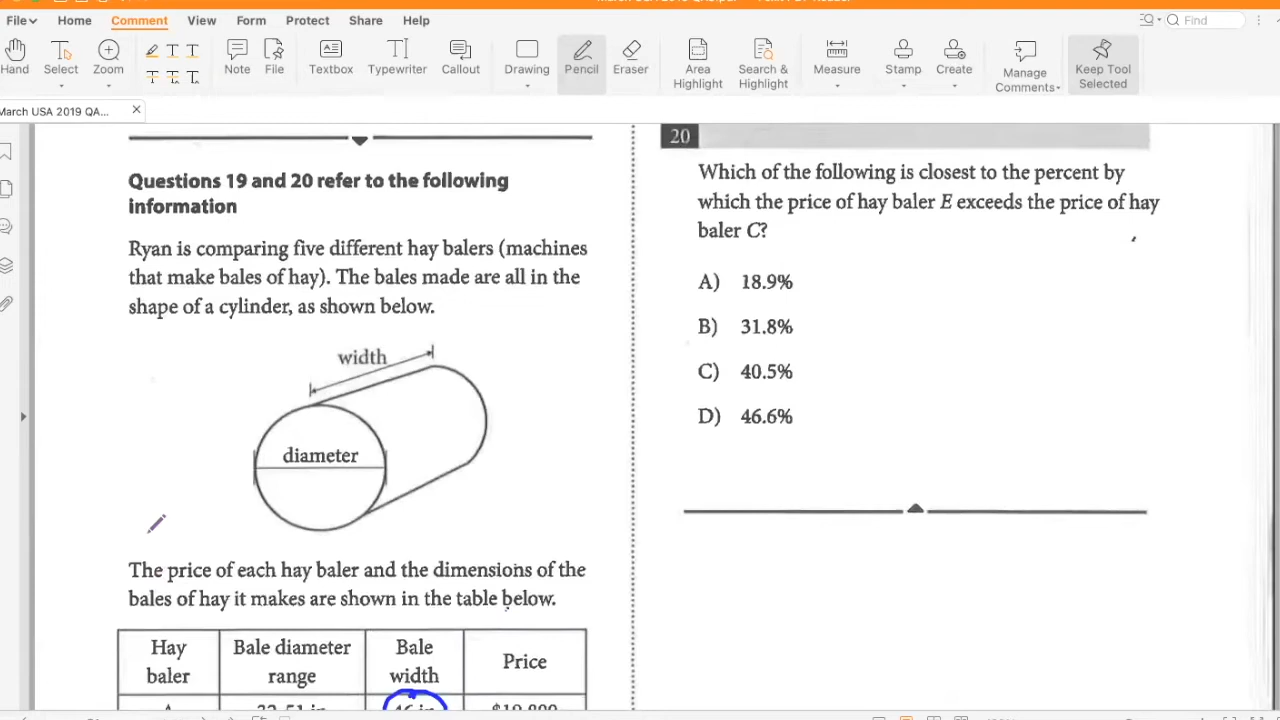 File Home Comment View Form Protect Share Help
Find
Hand Select Zoom Note File Textbox Typewriter Callout Drawing Pencil Eraser Area Highlight Search & Highlight Measure Stamp Create Manage Comments Keep Tool Selected
March USA 2019 QA...
Questions 19 and 20 refer to the following
information
Ryan is comparing five different hay balers (machines
that make bales of hay). The bales made are all in the
shape of a cylinder, as shown below.
width
diameter
The price of each hay baler and the dimensions of the
bales of hay it makes are shown in the table below.
Hay baler Bale diameter range Bale width Price
20
Which of the following is closest to the percent by
which the price of hay baler E exceeds the price of hay
baler C?
A) 18.9%
B) 31.8%
C) 40.5%
D) 46.6%